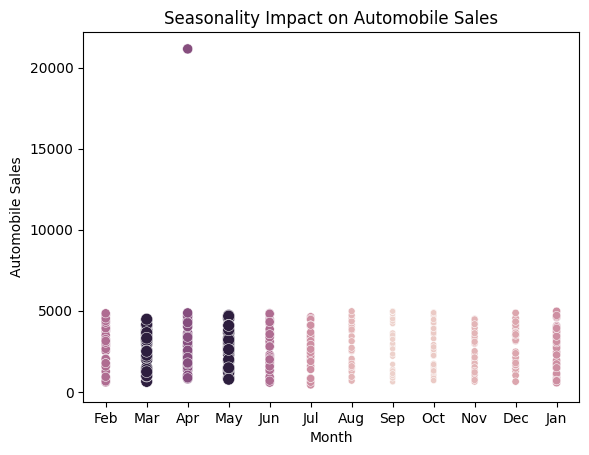 Seasonality Impact on Automobile Sales
Automobile Sales
20000
15000
10000
5000
0
Feb Mar Apr May Jun Jul Aug Sep Oct Nov Dec Jan
Month